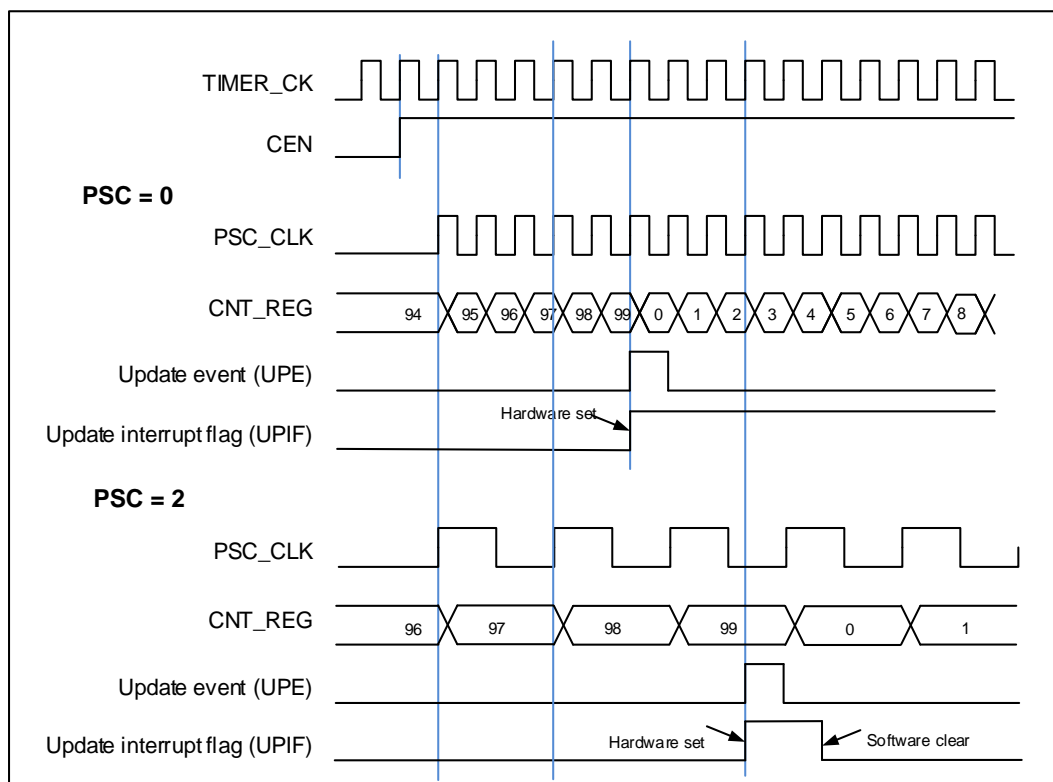 TIMER_CK
CEN
PSC = 0
PSC_CLK
CNT_REG 94 95 96 97 98 99 0 1 2 3 4 5 6 7 8
Update event (UPE)
Hardware set
Update interrupt flag (UPIF)
PSC = 2
PSC_CLK
CNT_REG 96 97 98 99 0 1
Update event (UPE)
Update interrupt flag (UPIF) Hardware set Software clear